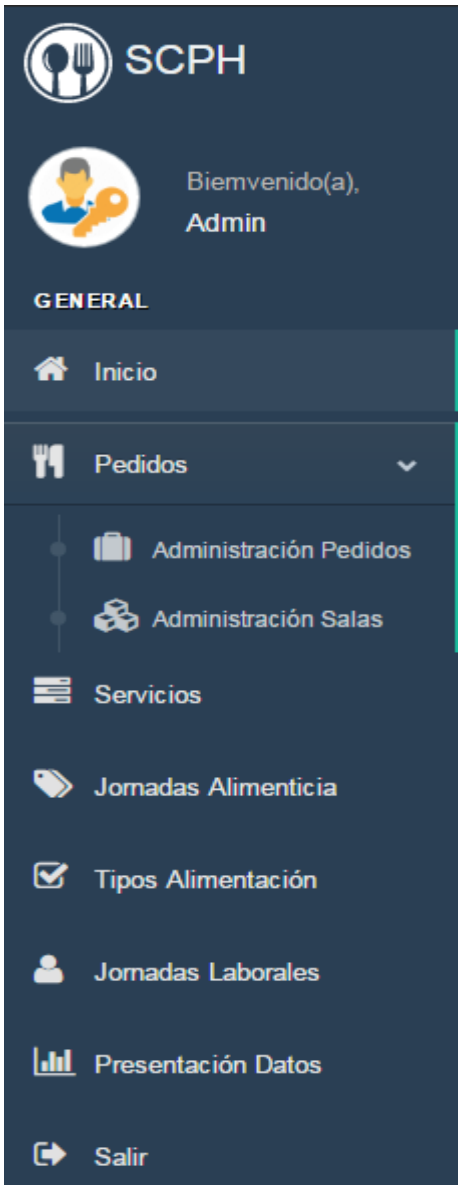 SCPH
Biemvenido(a),
Admin
GENERAL
Inicio
Pedidos
Administración Pedidos
Administración Salas
Servicios
Jornadas Alimenticia
Tipos Alimentación
Jornadas Laborales
Presentación Datos
Salir